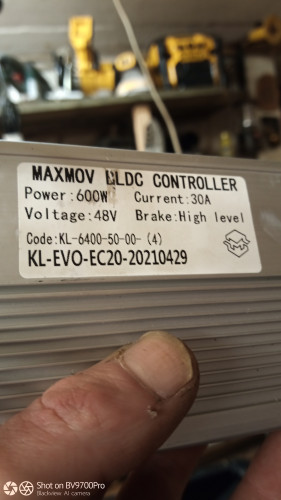 MAXMOV BLDC CONTROLLER
Power:600W Current:30A
Voltage:48V Brake:High level
Code:KL-6400-50-00- (4)
KL-EVO-EC20-20210429
Shot on BV9700Pro
Blackview AI camera